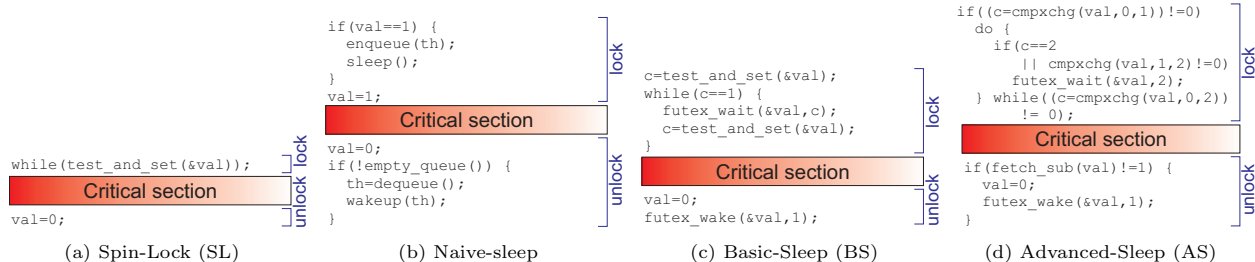 while(test_and_set(&val));
lock
Critical section
val=0;
unlock
(a) Spin-Lock (SL)
if(val==1) {
enqueue(th);
sleep();
}
val=1;
lock
Critical section
val=0;
if(!empty_queue()) {
th=dequeue();
wakeup(th);
}
unlock
(b) Naive-sleep
c=test_and_set(&val);
while(c==1) {
futex_wait(&val,c);
c=test_and_set(&val);
}
lock
Critical section
val=0;
futex_wake(&val,1);
unlock
(c) Basic-Sleep (BS)
if((c=cmpxchg(val,0,1))!=0)
do {
if(c==2
|| cmpxchg(val,1,2)!=0)
futex_wait(&val,2);
} while((c=cmpxchg(val,0,2))
!= 0);
lock
Critical section
if(fetch_sub(val)!=1) {
val=0;
futex_wake(&val,1);
}
unlock
(d) Advanced-Sleep (AS)